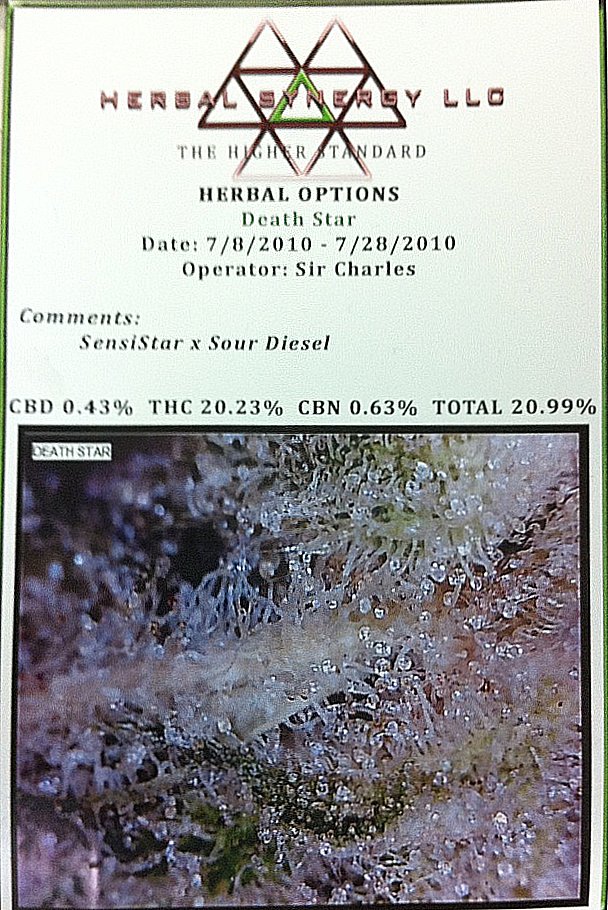 HERBAL SYNERGY LLC
THE HIGHER STANDARD
HERBAL OPTIONS
Death Star
Date: 7/8/2010 - 7/28/2010
Operator: Sir Charles
Comments:
SensiStar x Sour Diesel
CBD 0.43% THC 20.23% CBN 0.63% TOTAL 20.99%
DEATH STAR